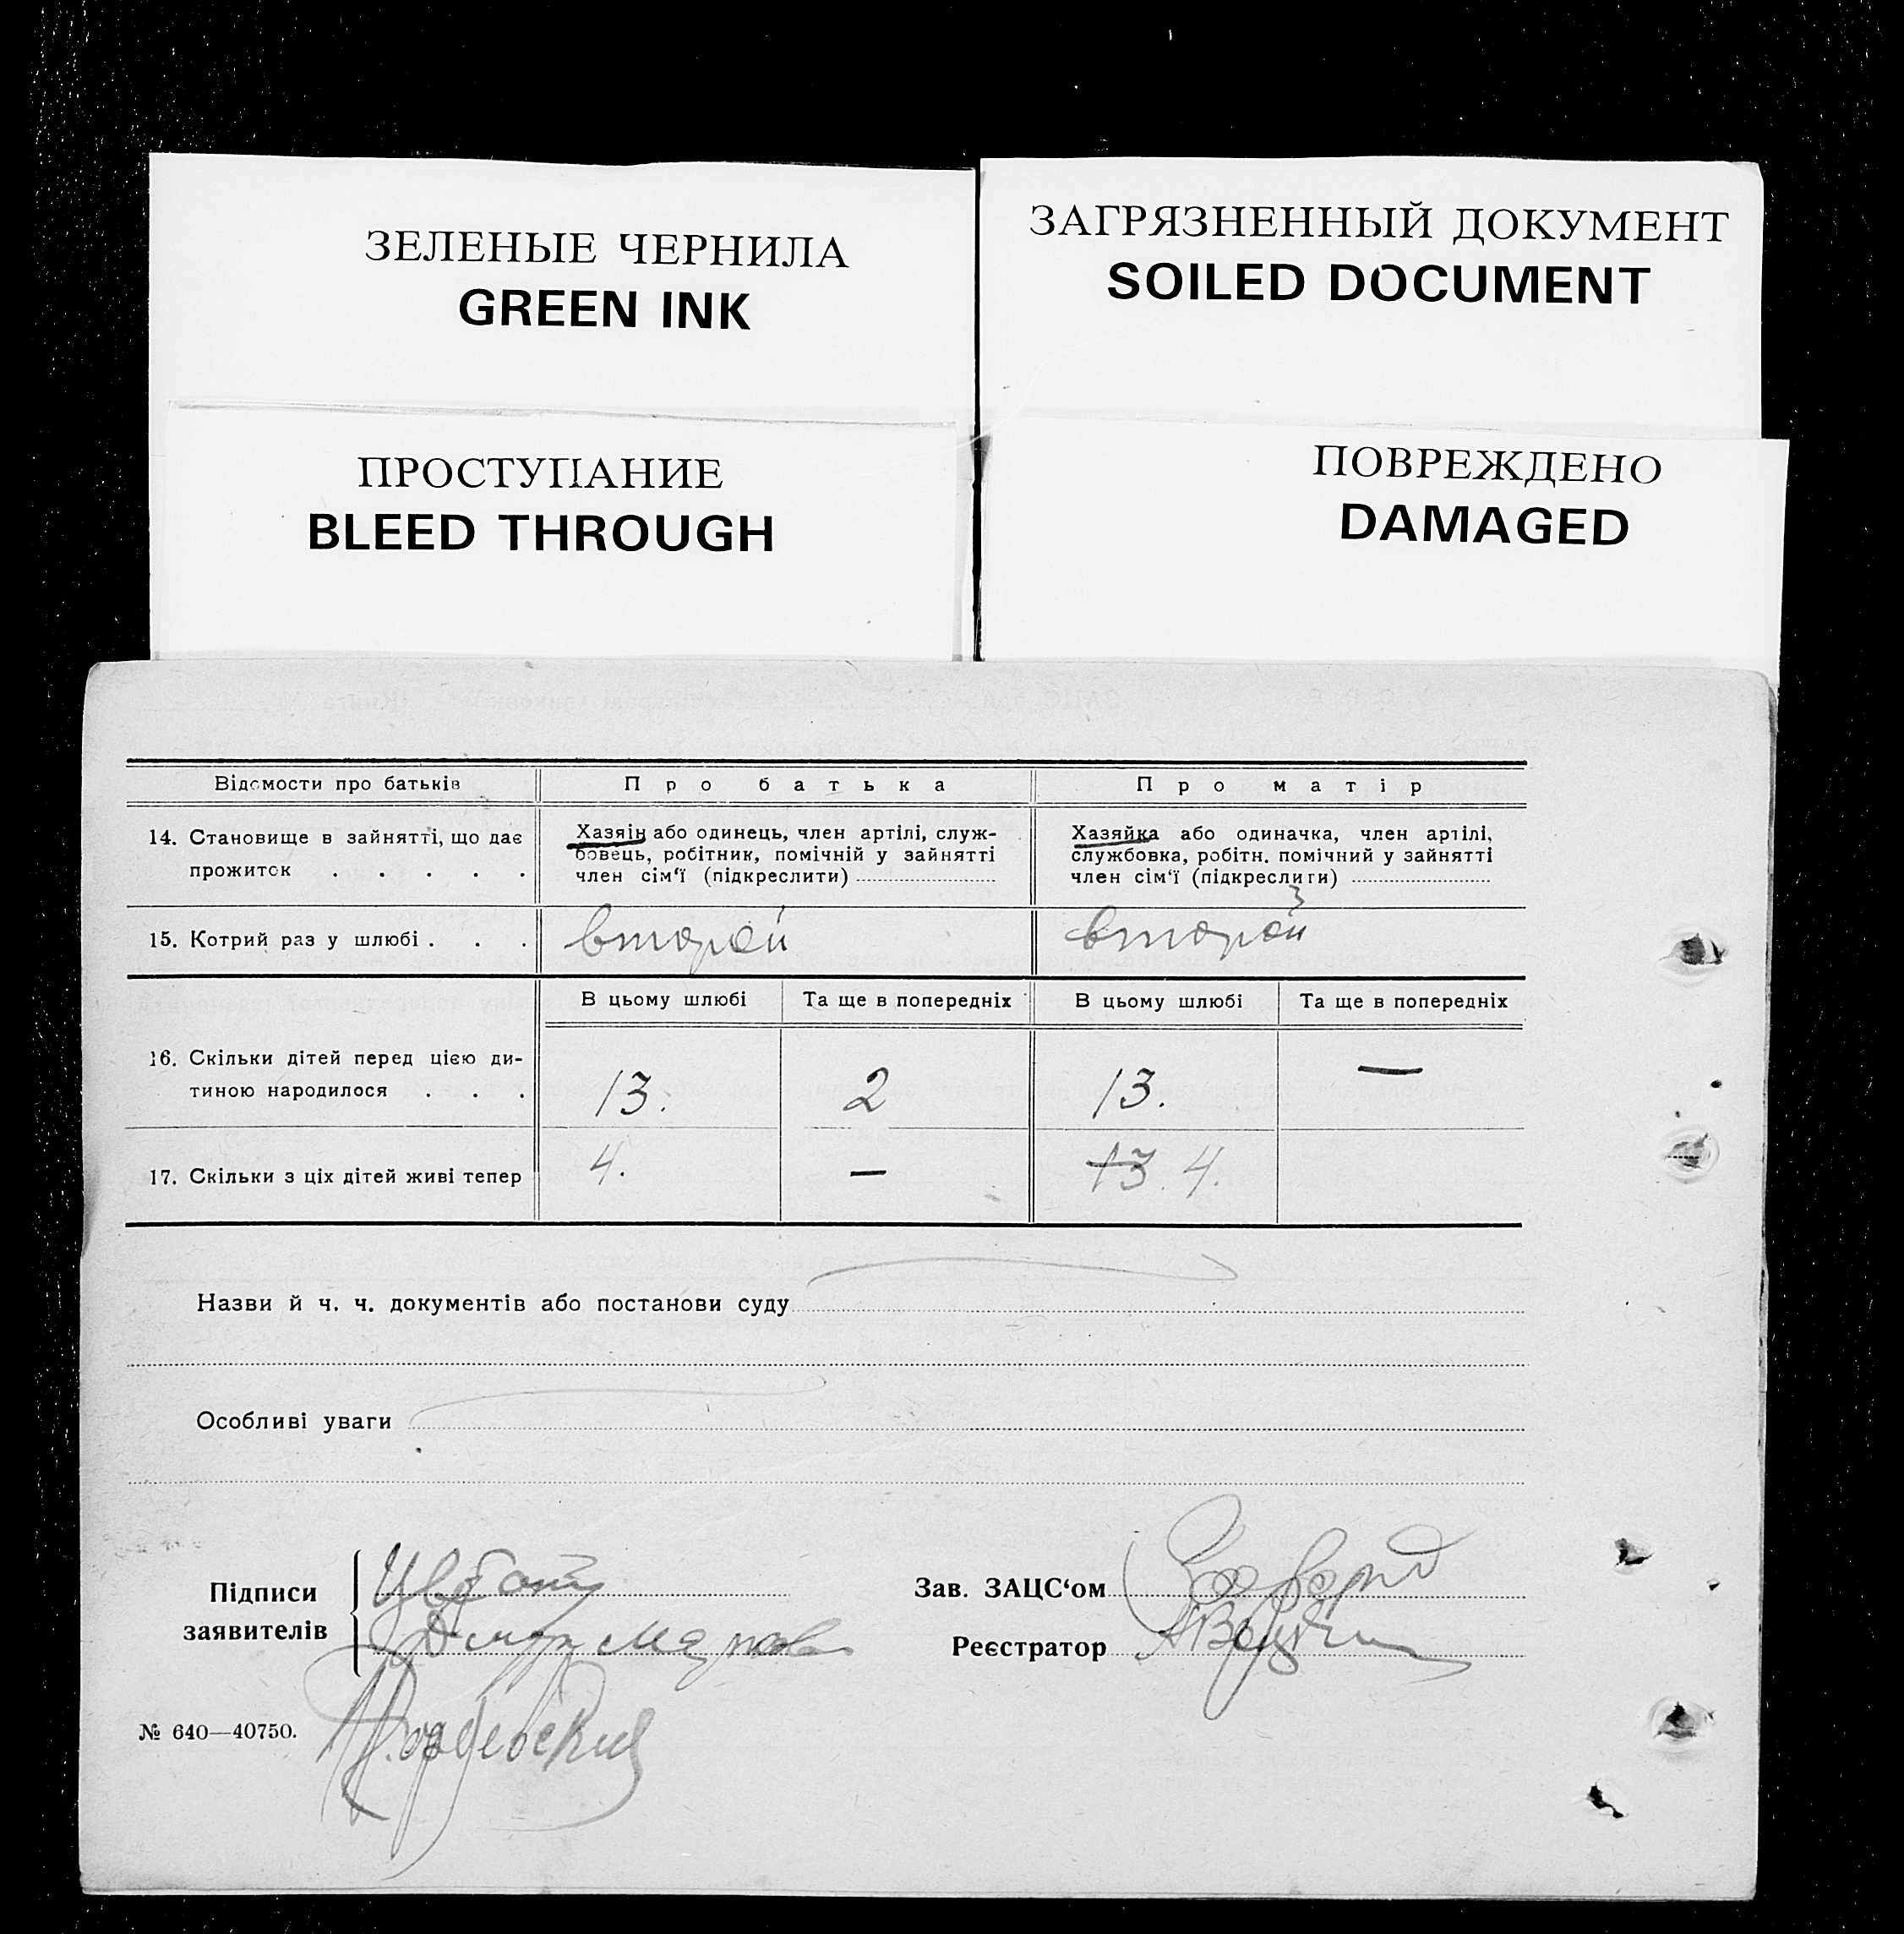 ЗЕЛЕНЫЕ ЧЕРНИЛА
GREEN INK
ЗАГРЯЗНЕННЫЙ ДОКУМЕНТ
SOILED DOCUMENT
ПРОСТУПАНИЕ
BLEED THROUGH
ПОВРЕЖДЕНО
DAMAGED
Відомости про батьків
Про батька
Про матір
14. Становище в зайнятті, що дає
прожиток . . . . .
Хазяїн або одинець, член артілі, служ-
бовець, робітник, помічній у зайнятті
член сім'ї (підкреслити)
Хазяйка або одиначка, член артілі,
службовка, робітн. помічний у зайнятті
член сім'ї (підкреслити)
15. Котрий раз у шлюбі . . .
второй
второй
В цьому шлюбі
Та ще в попередніх
В цьому шлюбі
Та ще в попередніх
16. Скільки дітей перед цією ди-
тиною народилося . . .
13.
2
13.
—
17. Скільки з ціх дітей живі тепер
4.
—
13. 4.
Назви й ч. ч. документів або постанови суду
Особливі уваги
Підписи
заявителів
Зав. ЗАЦС'ом
Реєстратор
№ 640—40750.